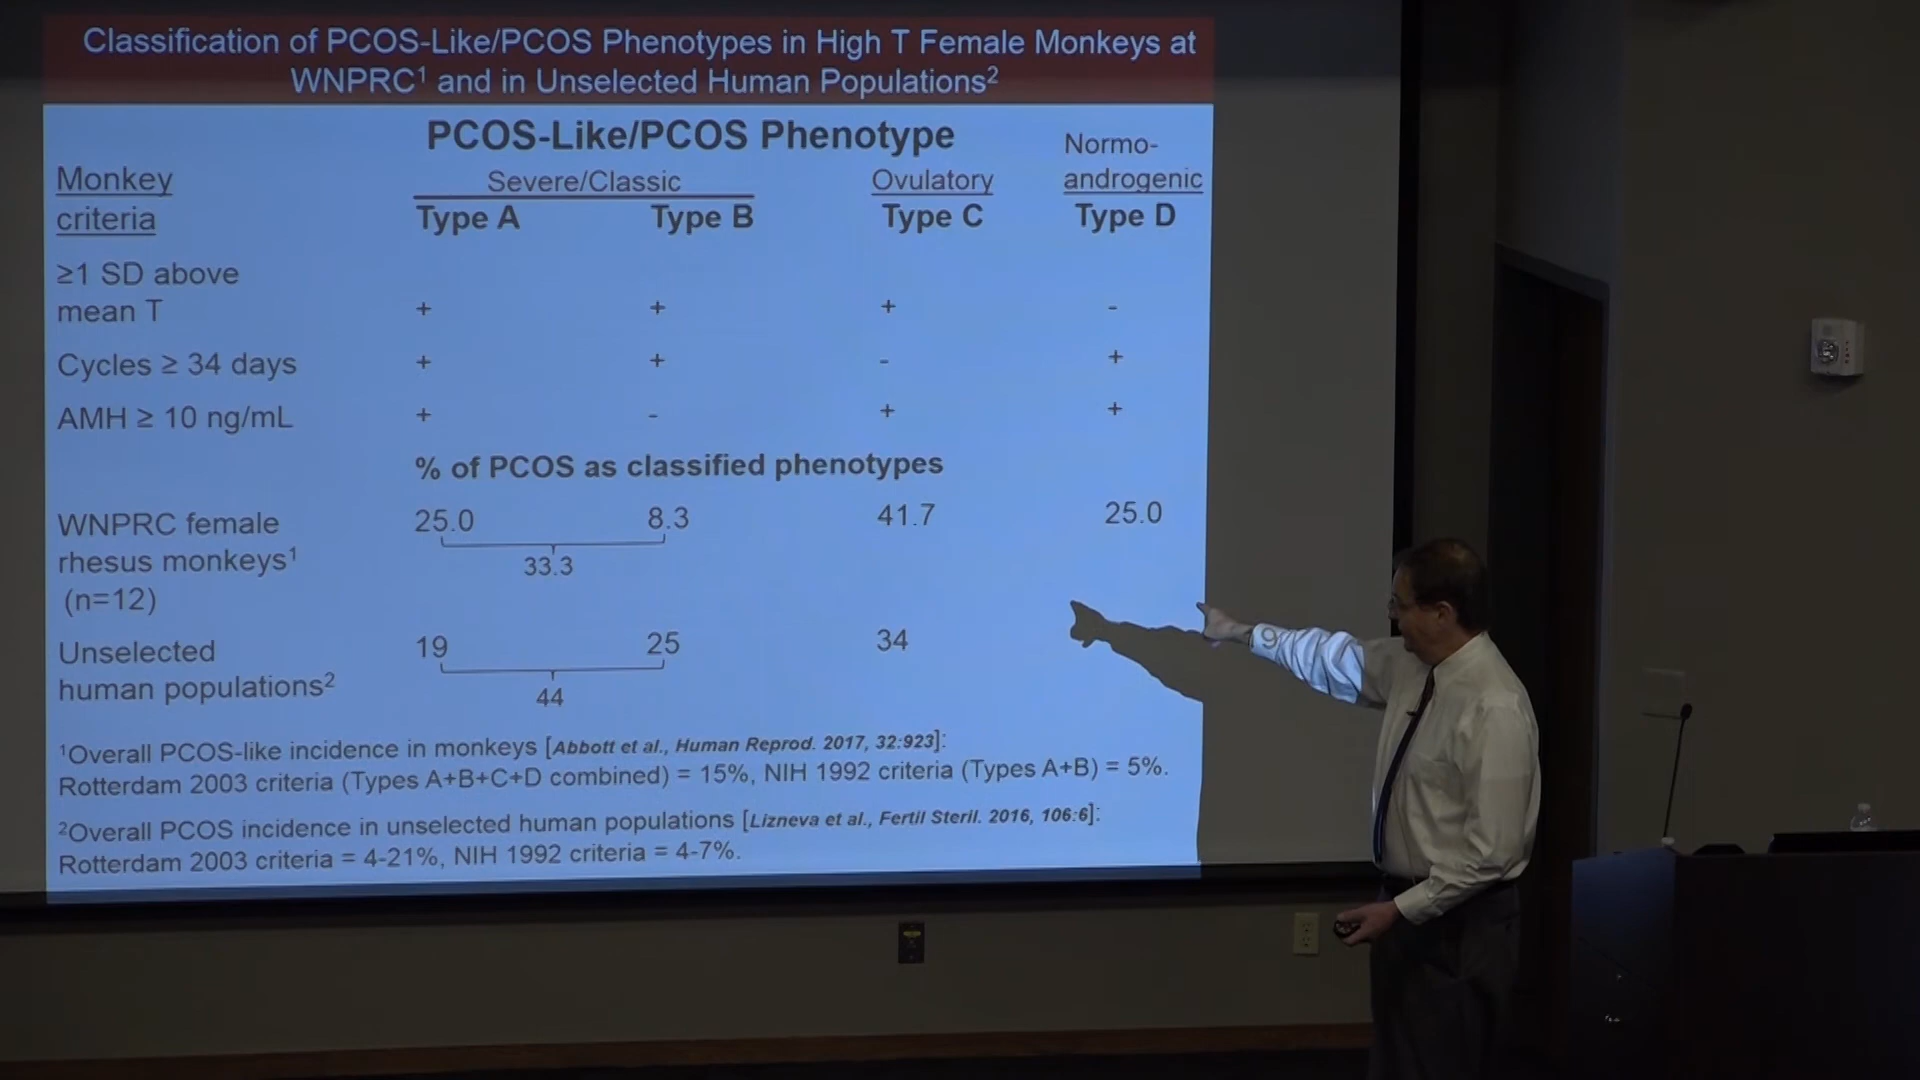 Classification of PCOS-Like/PCOS Phenotypes in High T Female Monkeys at
WNPRC¹ and in Unselected Human Populations²
PCOS-Like/PCOS Phenotype
Monkey
criteria
Severe/Classic
Ovulatory
Normo-
androgenic
Type A Type B Type C Type D
≥1 SD above
mean T + + + -
Cycles ≥ 34 days + + - +
AMH ≥ 10 ng/mL + - + +
% of PCOS as classified phenotypes
WNPRC female 25.0 8.3 41.7 25.0
rhesus monkeys¹ 33.3
(n=12)
Unselected 19 25 34 9
human populations² 44
¹Overall PCOS-like incidence in monkeys [Abbott et al., Human Reprod. 2017, 32:923]:
Rotterdam 2003 criteria (Types A+B+C+D combined) = 15%, NIH 1992 criteria (Types A+B) = 5%.
²Overall PCOS incidence in unselected human populations [Lizneva et al., Fertil Steril. 2016, 106:6]:
Rotterdam 2003 criteria = 4-21%, NIH 1992 criteria = 4-7%.